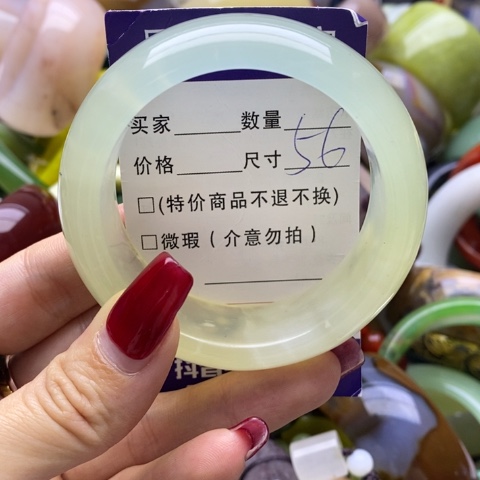 买家______数量______
价格______尺寸 56
□(特价商品不退不换)
□微瑕(介意勿拍)
抖音